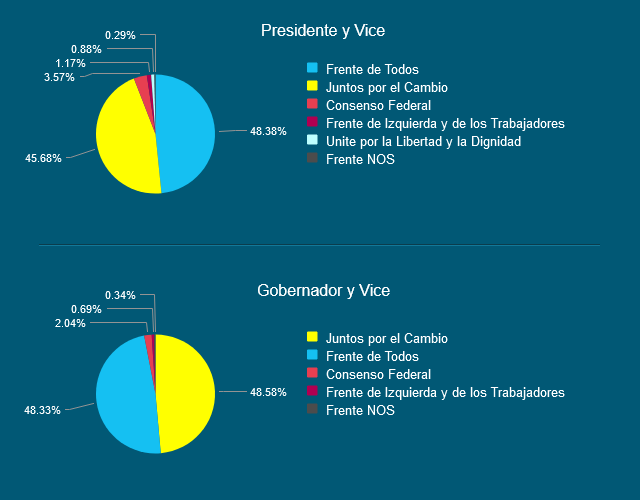 Presidente y Vice
0.29%
0.88%
1.17%
3.57%
48.38%
45.68%
Frente de Todos
Juntos por el Cambio
Consenso Federal
Frente de Izquierda y de los Trabajadores
Unite por la Libertad y la Dignidad
Frente NOS
Gobernador y Vice
0.34%
0.69%
2.04%
48.58%
48.33%
Juntos por el Cambio
Frente de Todos
Consenso Federal
Frente de Izquierda y de los Trabajadores
Frente NOS